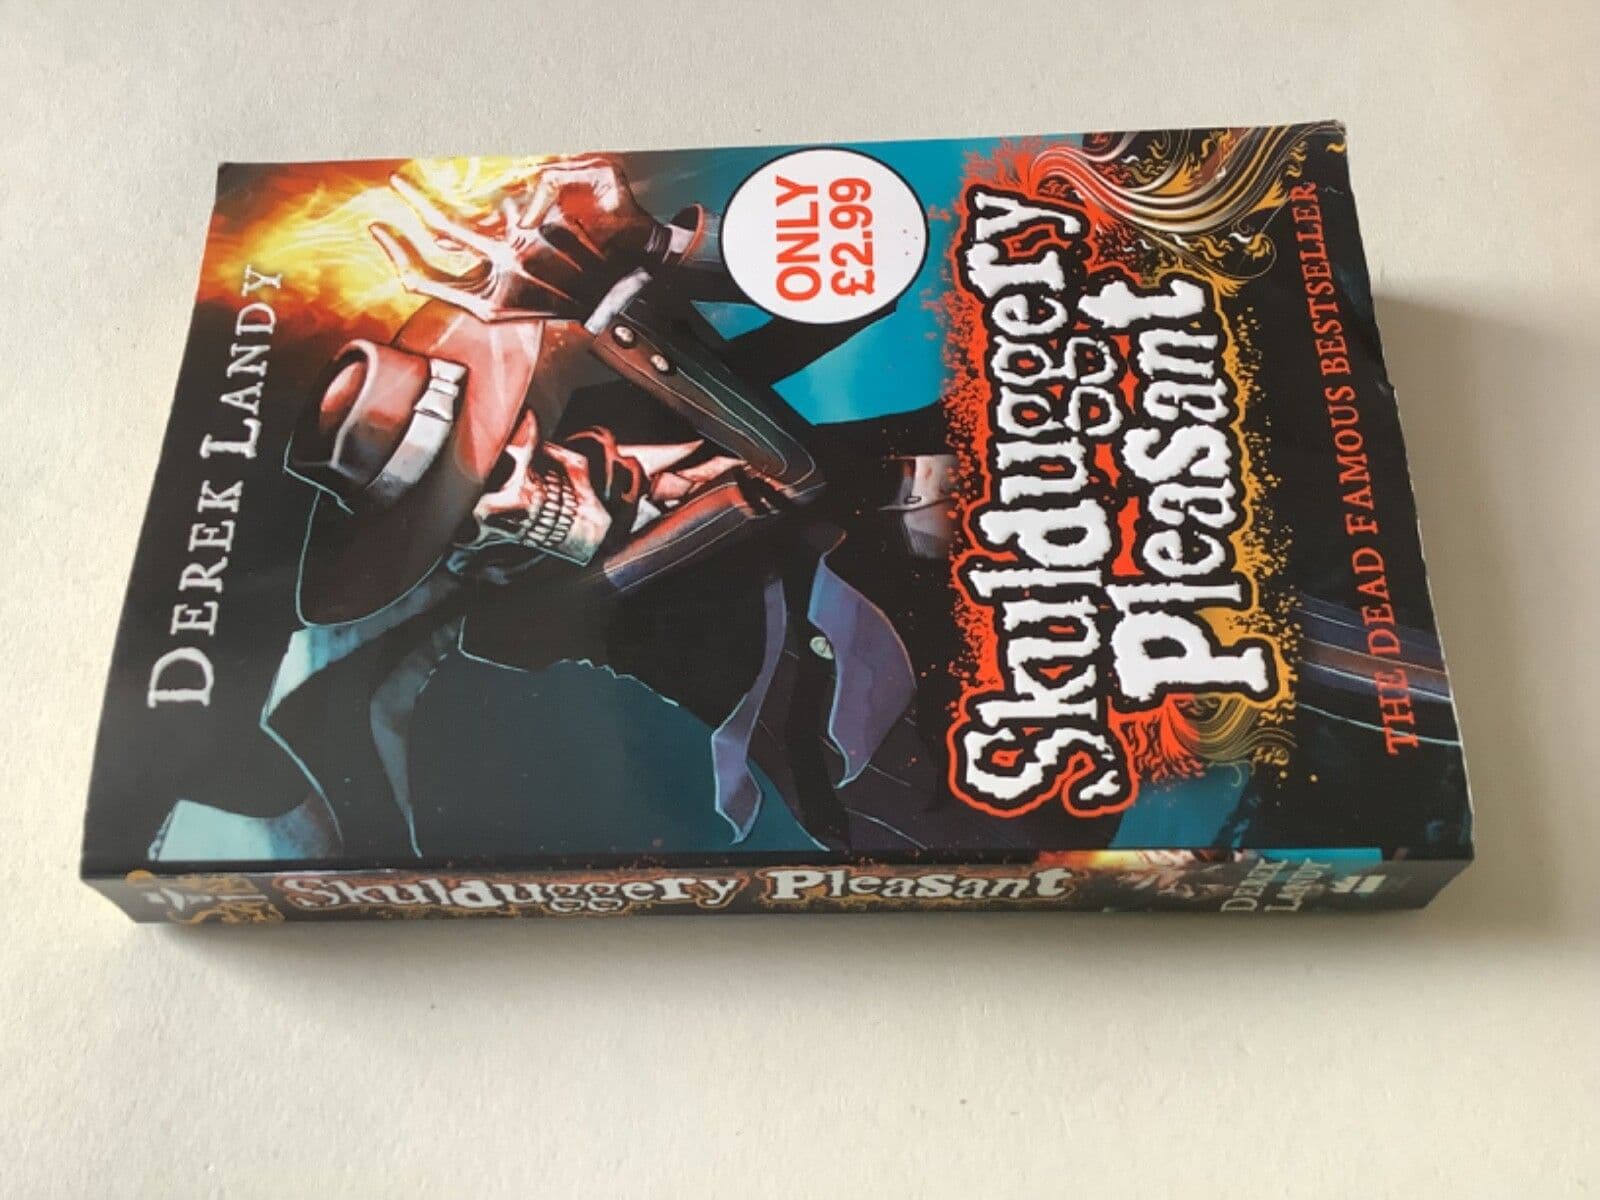 DEREK LANDY
ONLY
£2.99
Skulduggery
Pleasant
THE DEAD FAMOUS BESTSELLER
Skulduggery Pleasant
DEREK
LANDY